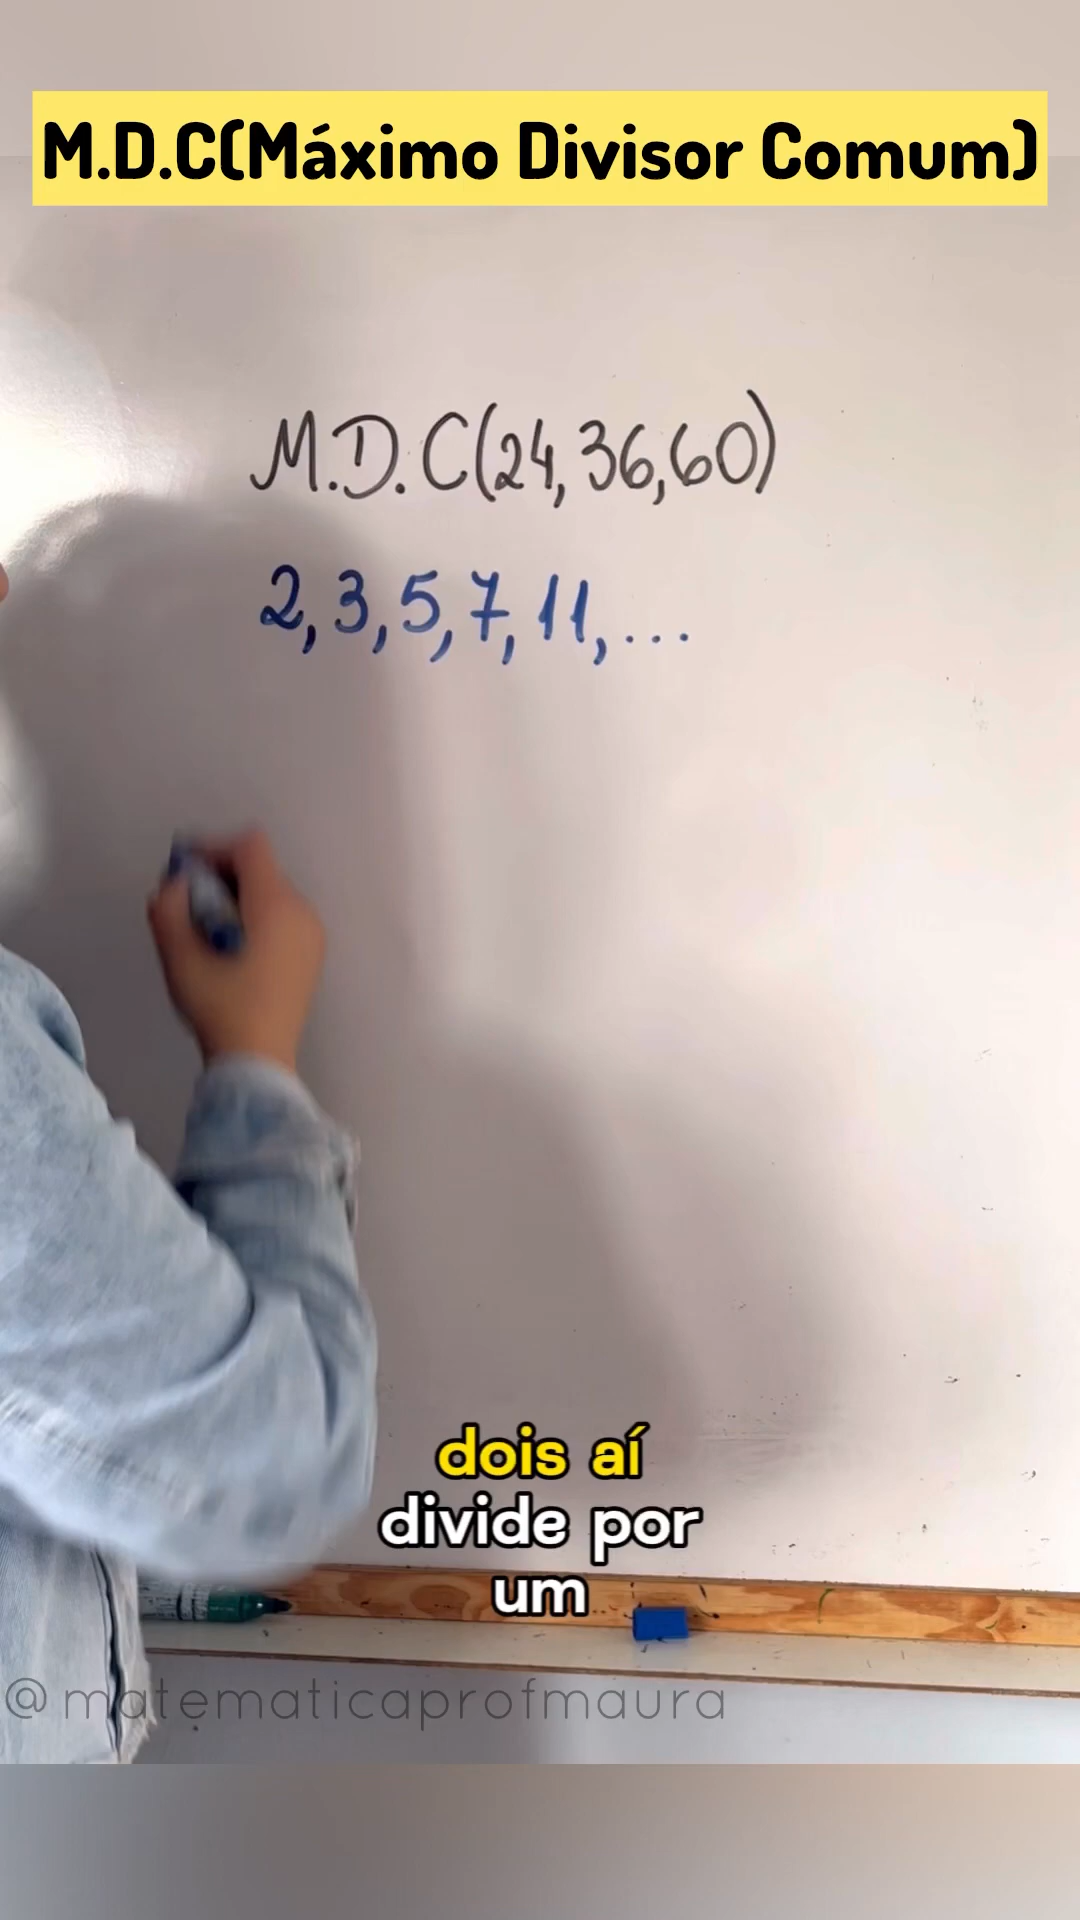 M.D.C(Máximo Divisor Comum)
M.D.C(24,36,60)
2,3,5,7,11,...
dois aí
divide por
um
@matematicaprofmaura